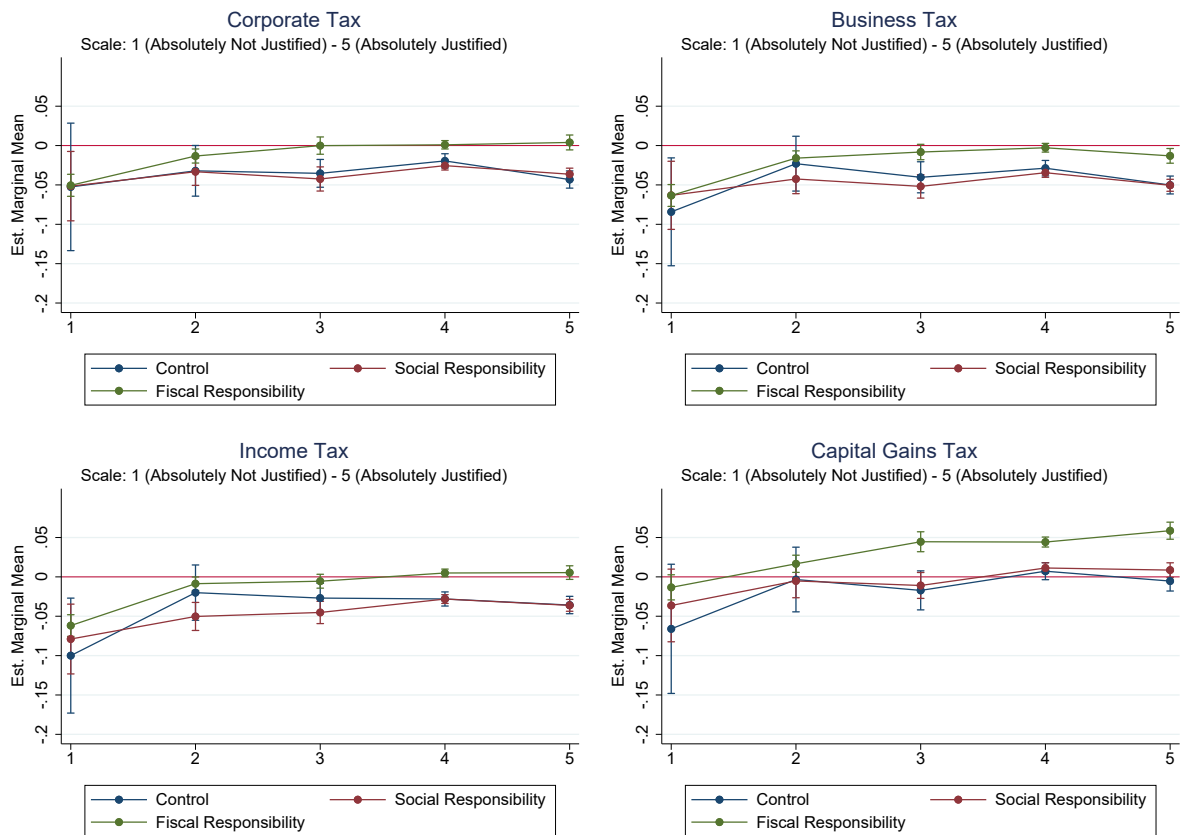 Corporate Tax
Scale: 1 (Absolutely Not Justified) - 5 (Absolutely Justified)
Est. Marginal Mean
.05
0
-.05
-.1
-.15
-.2
1 2 3 4 5
Control
Social Responsibility
Fiscal Responsibility
Business Tax
Scale: 1 (Absolutely Not Justified) - 5 (Absolutely Justified)
Est. Marginal Mean
.05
0
-.05
-.1
-.15
-.2
1 2 3 4 5
Control
Social Responsibility
Fiscal Responsibility
Income Tax
Scale: 1 (Absolutely Not Justified) - 5 (Absolutely Justified)
Est. Marginal Mean
.05
0
-.05
-.1
-.15
-.2
1 2 3 4 5
Control
Social Responsibility
Fiscal Responsibility
Capital Gains Tax
Scale: 1 (Absolutely Not Justified) - 5 (Absolutely Justified)
Est. Marginal Mean
.05
0
-.05
-.1
-.15
-.2
1 2 3 4 5
Control
Social Responsibility
Fiscal Responsibility